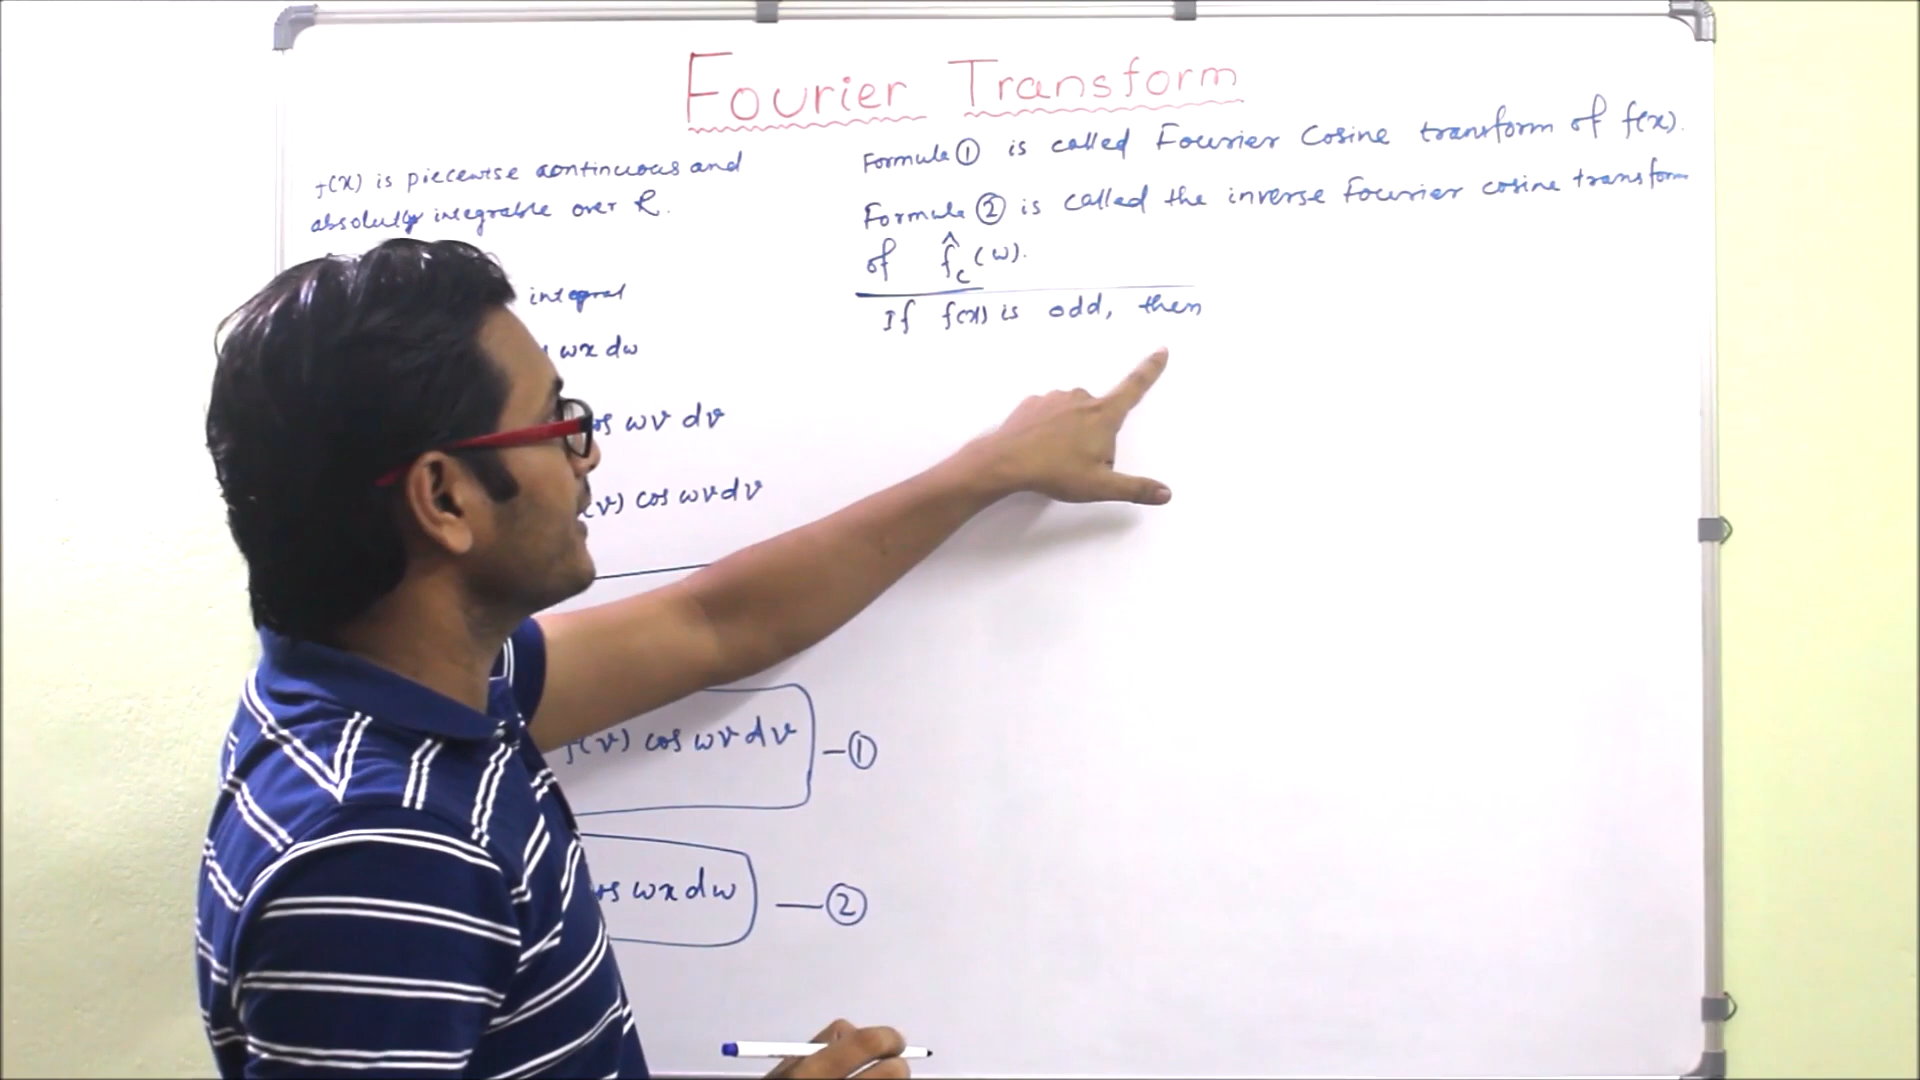 Fourier Transform
f(x) is piecewise continuous and
absolutly integrable over R.
integral
wx dw
os wv dv
(v) cos wv dv
f(v) cos wv dv —①
os wx dw —②
Formula ① is called Fourier Cosine transform of f(x).
Formula ② is called the inverse Fourier cosine transform
of f̂c(w).
If f(x) is odd, then